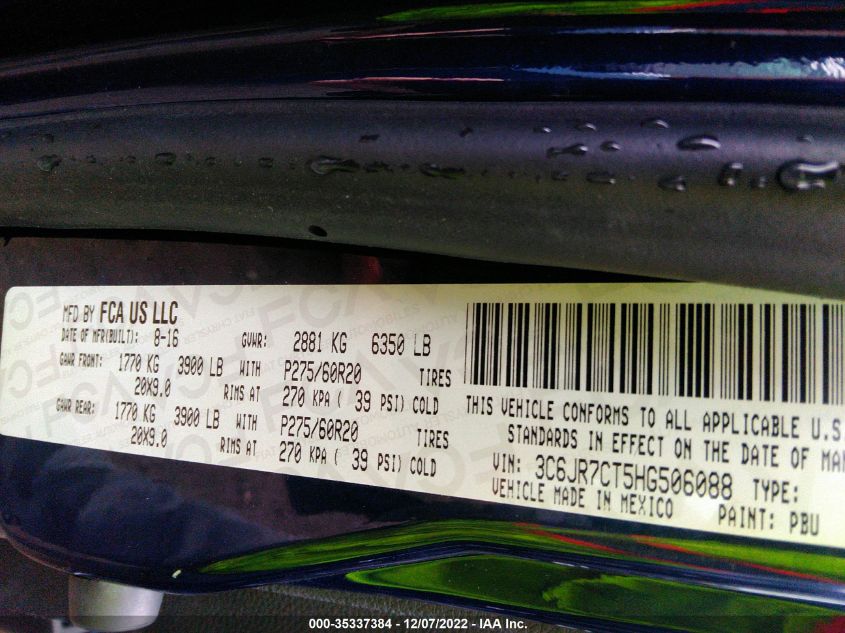 MFD BY FCA US LLC
DATE OF MFR(BUILT): 8-16 GVWR: 2881 KG 6350 LB
GAWR FRONT: 1770 KG 3900 LB WITH P275/60R20 TIRES
20X9.0 RIMS AT 270 KPA ( 39 PSI) COLD
GAWR REAR: 1770 KG 3900 LB WITH P275/60R20 TIRES
20X9.0 RIMS AT 270 KPA ( 39 PSI) COLD
THIS VEHICLE CONFORMS TO ALL APPLICABLE U.S.
STANDARDS IN EFFECT ON THE DATE OF MAN
VIN: 3C6JR7CT5HG506088 TYPE:
VEHICLE MADE IN MEXICO PAINT: PBU
000-35337384 - 12/07/2022 - IAA Inc.